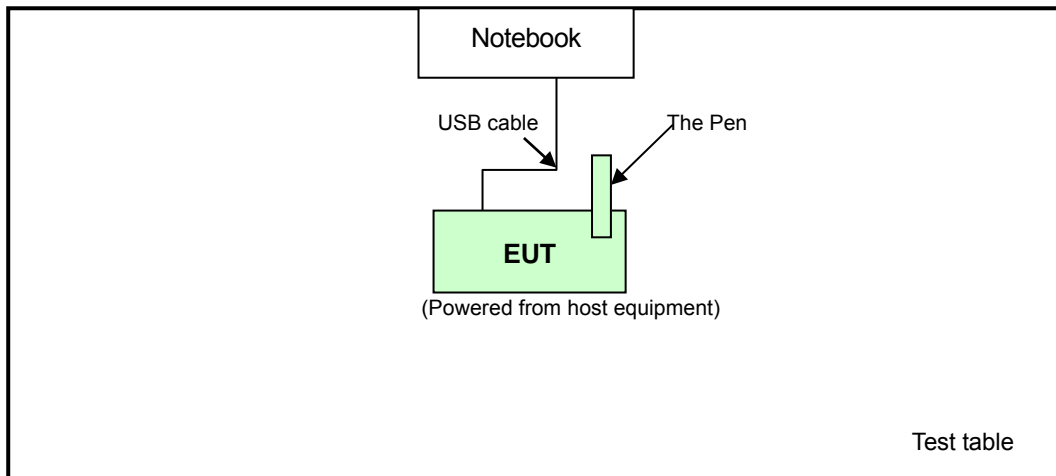 Notebook
USB cable
The Pen
EUT
(Powered from host equipment)
Test table